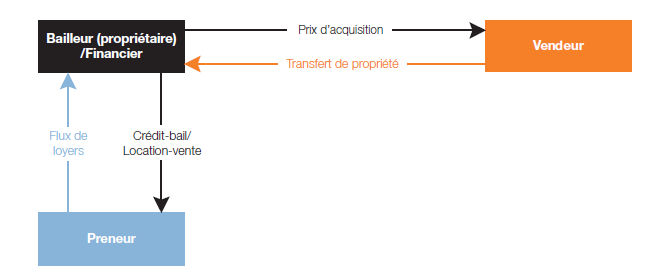 Bailleur (propriétaire)
/Financier
Prix d'acquisition
Vendeur
Transfert de propriété
Flux de
loyers
Crédit-bail/
Location-vente
Preneur